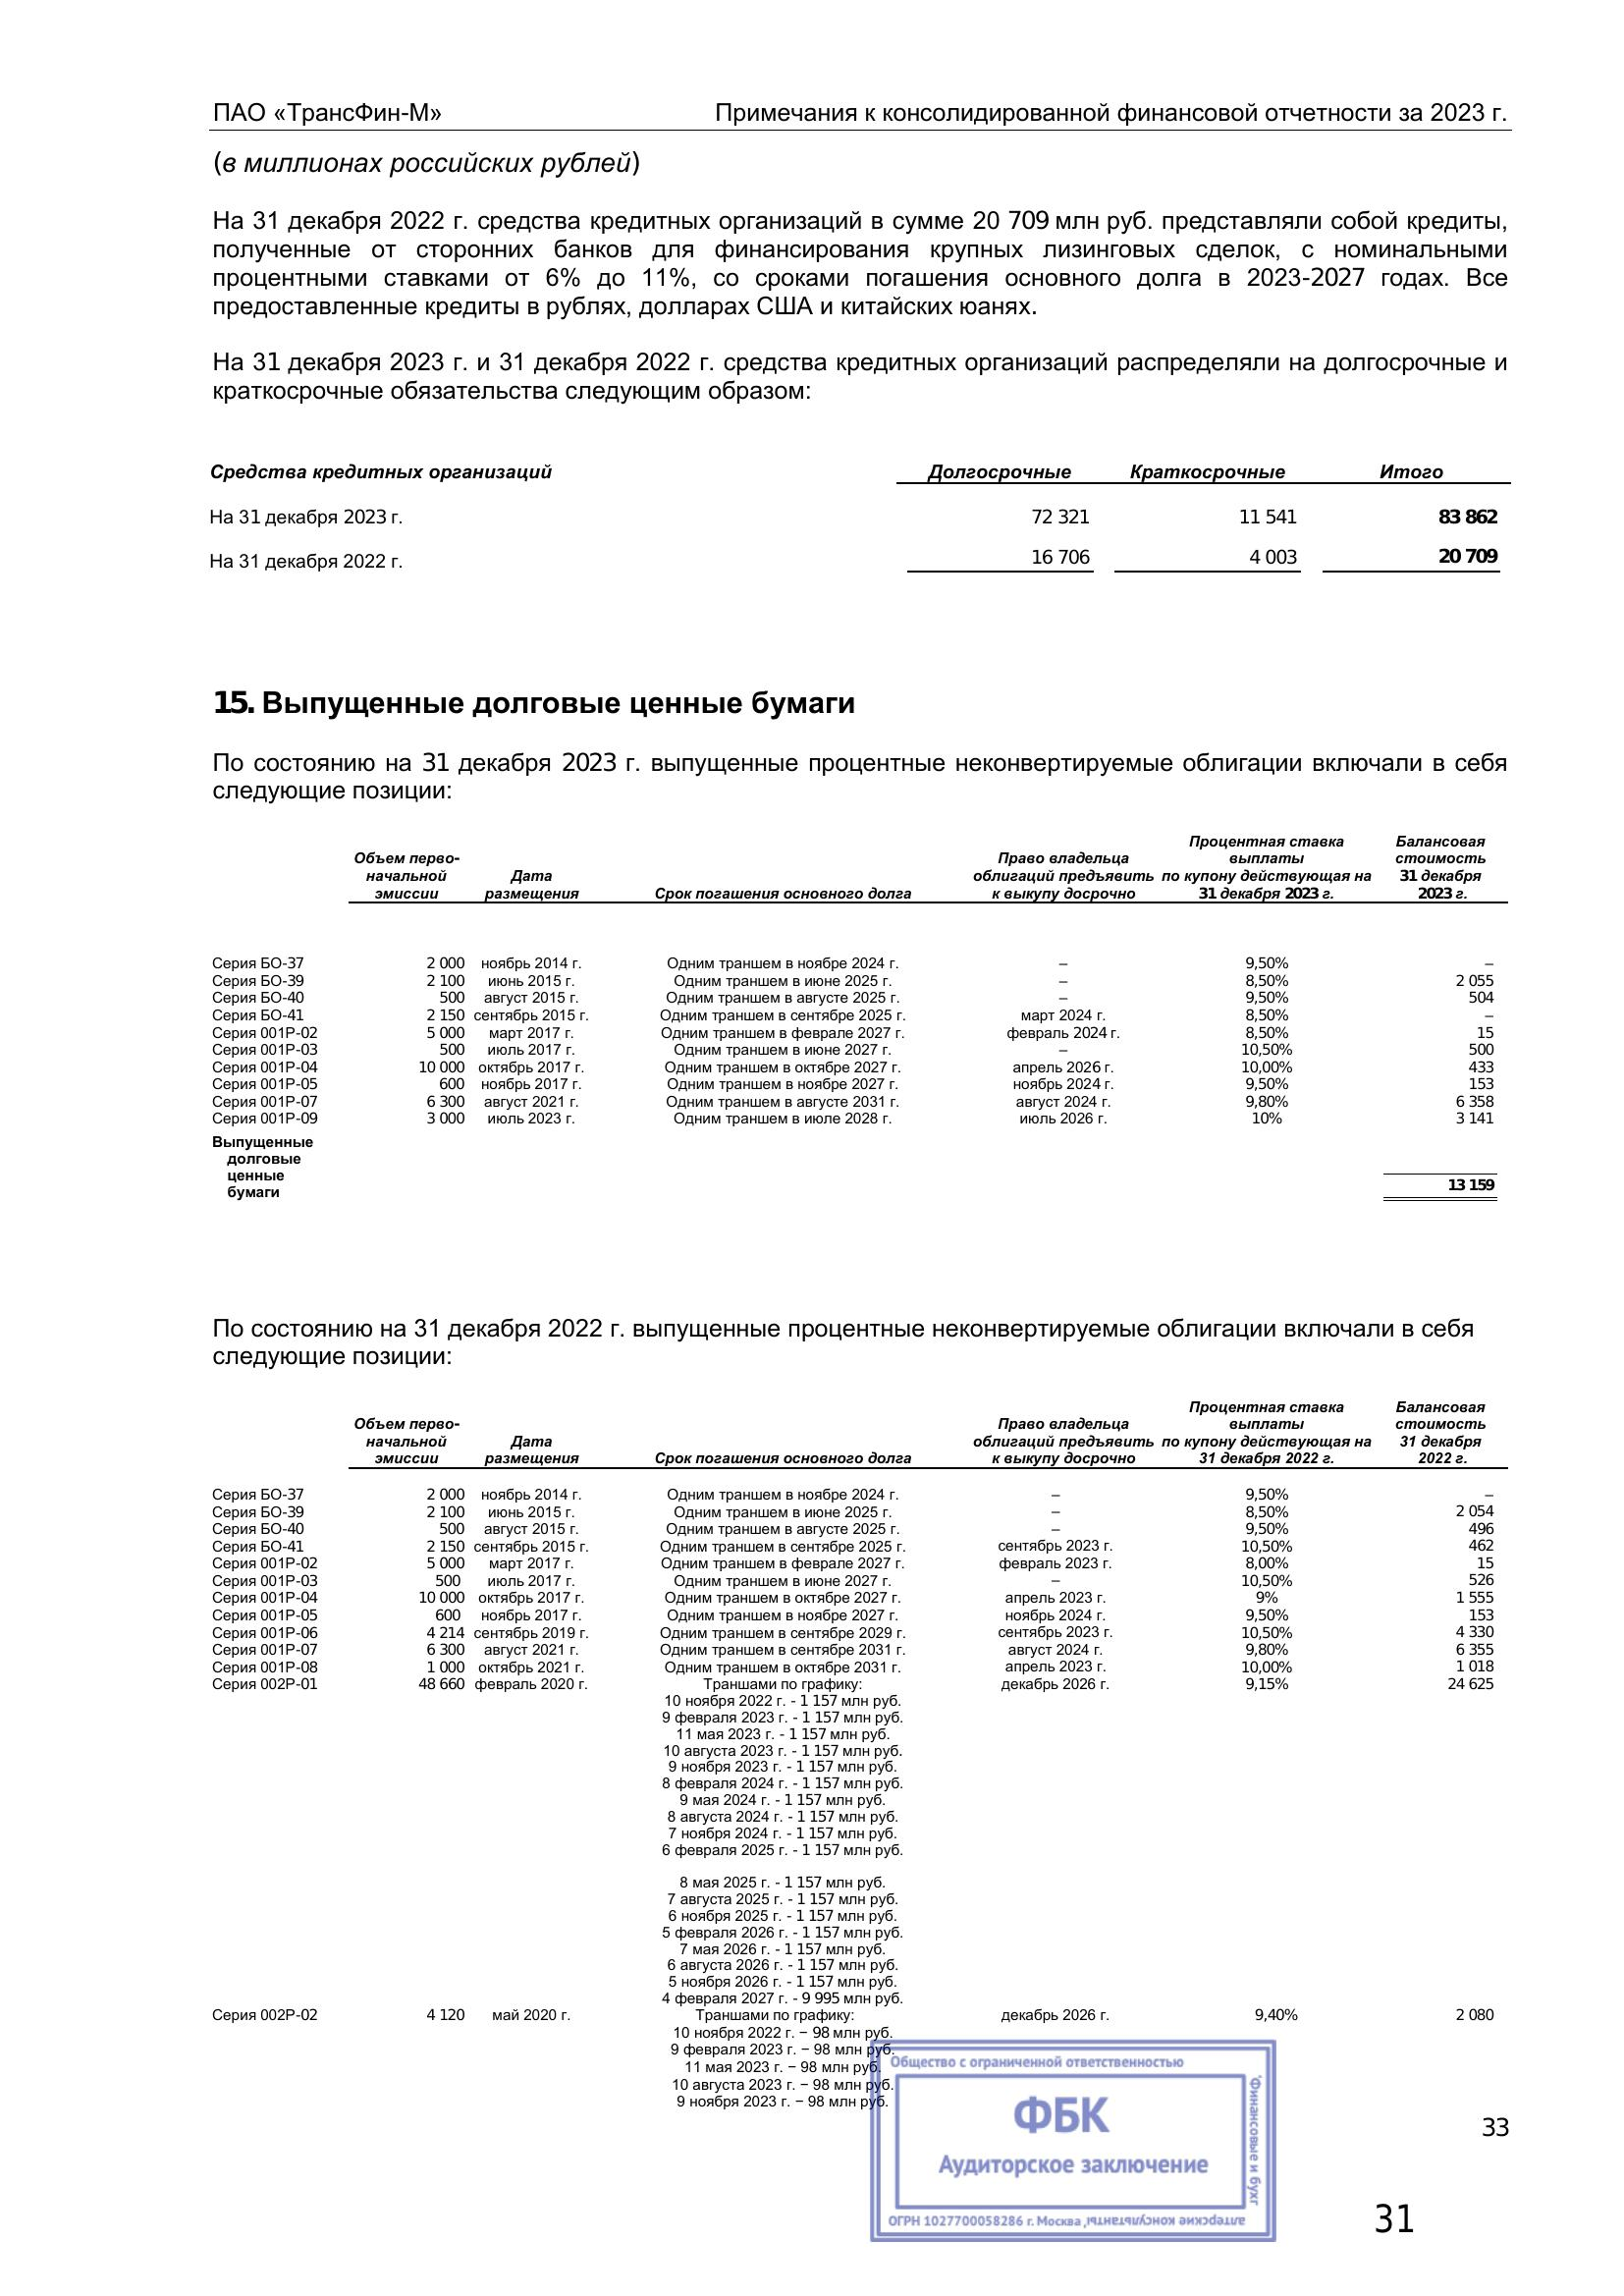 ПАО «ТрансФин-М» Примечания к консолидированной финансовой отчетности за 2023 г.
(в миллионах российских рублей)
На 31 декабря 2022 г. средства кредитных организаций в сумме 20 709 млн руб. представляли собой кредиты,
полученные от сторонних банков для финансирования крупных лизинговых сделок, с номинальными
процентными ставками от 6% до 11%, со сроками погашения основного долга в 2023-2027 годах. Все
предоставленные кредиты в рублях, долларах США и китайских юанях.
На 31 декабря 2023 г. и 31 декабря 2022 г. средства кредитных организаций распределяли на долгосрочные и
краткосрочные обязательства следующим образом:
Средства кредитных организаций Долгосрочные Краткосрочные Итого
На 31 декабря 2023 г. 72 321 11 541 83 862
На 31 декабря 2022 г. 16 706 4 003 20 709
15. Выпущенные долговые ценные бумаги
По состоянию на 31 декабря 2023 г. выпущенные процентные неконвертируемые облигации включали в себя
следующие позиции:
Процентная ставка Балансовая
Объем перво- Право владельца выплаты стоимость
начальной Дата облигаций предъявить по купону действующая на 31 декабря
эмиссии размещения Срок погашения основного долга к выкупу досрочно 31 декабря 2023 г. 2023 г.
Серия БО-37 2 000 ноябрь 2014 г. Одним траншем в ноябре 2024 г. – 9,50% –
Серия БО-39 2 100 июнь 2015 г. Одним траншем в июне 2025 г. – 8,50% 2 055
Серия БО-40 500 август 2015 г. Одним траншем в августе 2025 г. – 9,50% 504
Серия БО-41 2 150 сентябрь 2015 г. Одним траншем в сентябре 2025 г. март 2024 г. 8,50% –
Серия 001Р-02 5 000 март 2017 г. Одним траншем в феврале 2027 г. февраль 2024 г. 8,50% 15
Серия 001Р-03 500 июль 2017 г. Одним траншем в июне 2027 г. – 10,50% 500
Серия 001Р-04 10 000 октябрь 2017 г. Одним траншем в октябре 2027 г. апрель 2026 г. 10,00% 433
Серия 001Р-05 600 ноябрь 2017 г. Одним траншем в ноябре 2027 г. ноябрь 2024 г. 9,50% 153
Серия 001Р-07 6 300 август 2021 г. Одним траншем в августе 2031 г. август 2024 г. 9,80% 6 358
Серия 001Р-09 3 000 июль 2023 г. Одним траншем в июле 2028 г. июль 2026 г. 10% 3 141
Выпущенные
долговые
ценные
бумаги 13 159
По состоянию на 31 декабря 2022 г. выпущенные процентные неконвертируемые облигации включали в себя
следующие позиции:
Процентная ставка Балансовая
Объем перво- Право владельца выплаты стоимость
начальной Дата облигаций предъявить по купону действующая на 31 декабря
эмиссии размещения Срок погашения основного долга к выкупу досрочно 31 декабря 2022 г. 2022 г.
Серия БО-37 2 000 ноябрь 2014 г. Одним траншем в ноябре 2024 г. – 9,50% –
Серия БО-39 2 100 июнь 2015 г. Одним траншем в июне 2025 г. – 8,50% 2 054
Серия БО-40 500 август 2015 г. Одним траншем в августе 2025 г. – 9,50% 496
Серия БО-41 2 150 сентябрь 2015 г. Одним траншем в сентябре 2025 г. сентябрь 2023 г. 10,50% 462
Серия 001Р-02 5 000 март 2017 г. Одним траншем в феврале 2027 г. февраль 2023 г. 8,00% 15
Серия 001Р-03 500 июль 2017 г. Одним траншем в июне 2027 г. – 10,50% 526
Серия 001Р-04 10 000 октябрь 2017 г. Одним траншем в октябре 2027 г. апрель 2023 г. 9% 1 555
Серия 001Р-05 600 ноябрь 2017 г. Одним траншем в ноябре 2027 г. ноябрь 2024 г. 9,50% 153
Серия 001Р-06 4 214 сентябрь 2019 г. Одним траншем в сентябре 2029 г. сентябрь 2023 г. 10,50% 4 330
Серия 001Р-07 6 300 август 2021 г. Одним траншем в сентябре 2031 г. август 2024 г. 9,80% 6 355
Серия 001Р-08 1 000 октябрь 2021 г. Одним траншем в октябре 2031 г. апрель 2023 г. 10,00% 1 018
Серия 002Р-01 48 660 февраль 2020 г. Траншами по графику: декабрь 2026 г. 9,15% 24 625
10 ноября 2022 г. - 1 157 млн руб.
9 февраля 2023 г. - 1 157 млн руб.
11 мая 2023 г. - 1 157 млн руб.
10 августа 2023 г. - 1 157 млн руб.
9 ноября 2023 г. - 1 157 млн руб.
8 февраля 2024 г. - 1 157 млн руб.
9 мая 2024 г. - 1 157 млн руб.
8 августа 2024 г. - 1 157 млн руб.
7 ноября 2024 г. - 1 157 млн руб.
6 февраля 2025 г. - 1 157 млн руб.
8 мая 2025 г. - 1 157 млн руб.
7 августа 2025 г. - 1 157 млн руб.
6 ноября 2025 г. - 1 157 млн руб.
5 февраля 2026 г. - 1 157 млн руб.
7 мая 2026 г. - 1 157 млн руб.
6 августа 2026 г. - 1 157 млн руб.
5 ноября 2026 г. - 1 157 млн руб.
4 февраля 2027 г. - 9 995 млн руб.
Серия 002Р-02 4 120 май 2020 г. Траншами по графику: декабрь 2026 г. 9,40% 2 080
10 ноября 2022 г. − 98 млн руб.
9 февраля 2023 г. − 98 млн руб.
11 мая 2023 г. − 98 млн руб.
10 августа 2023 г. − 98 млн руб.
9 ноября 2023 г. − 98 млн руб.
Общество с ограниченной ответственностью
"Финансовые и бухг
алтерские консультанты"
ФБК
Аудиторское заключение
ОГРН 1027700058286 г. Москва
33
31